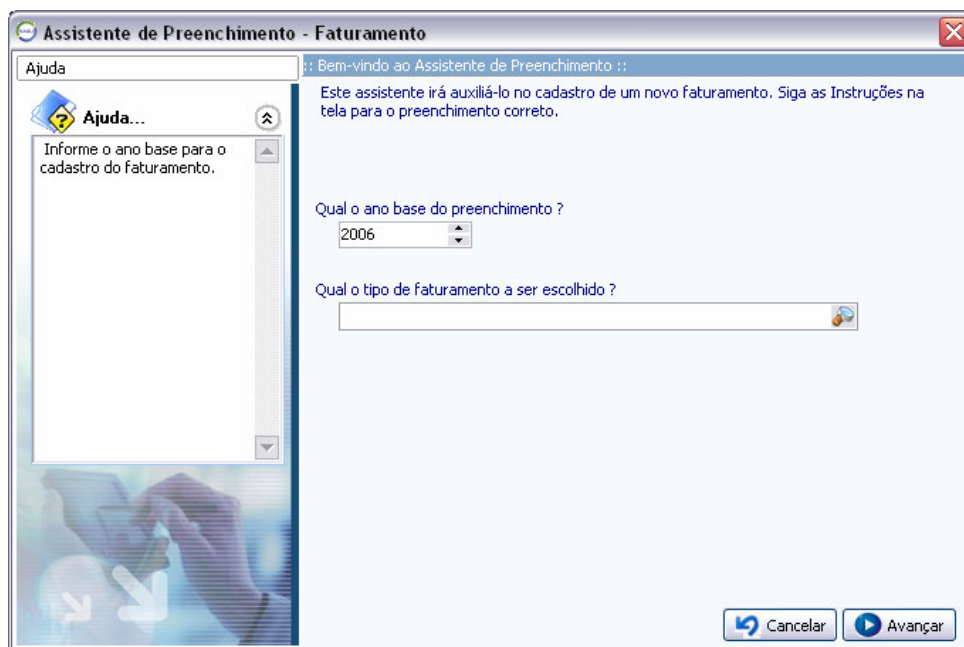 Assistente de Preenchimento - Faturamento
Ajuda
Ajuda...
Informe o ano base para o
cadastro do faturamento.
:: Bem-vindo ao Assistente de Preenchimento ::
Este assistente irá auxiliá-lo no cadastro de um novo faturamento. Siga as Instruções na
tela para o preenchimento correto.
Qual o ano base do preenchimento ?
2006
Qual o tipo de faturamento a ser escolhido ?
Cancelar
Avançar